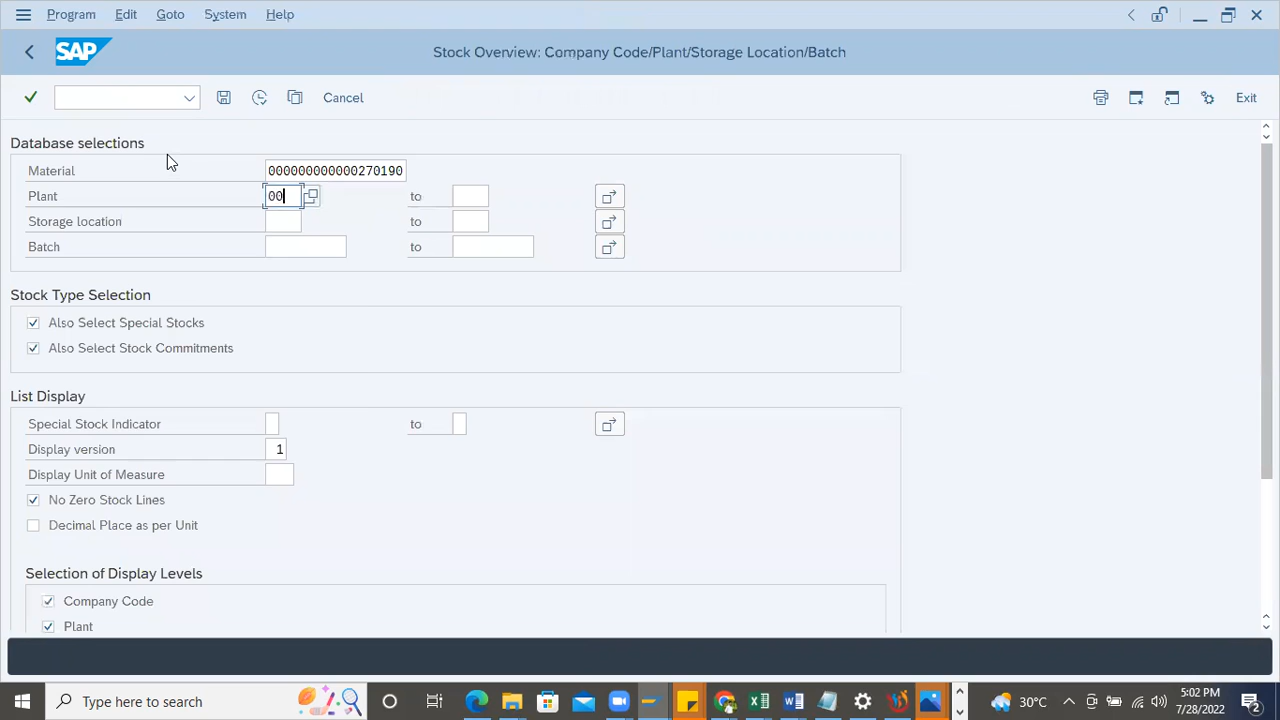 Program Edit Goto System Help
SAP Stock Overview: Company Code/Plant/Storage Location/Batch
Cancel Exit
Database selections
Material 000000000000270190
Plant 00 to
Storage location to
Batch to
Stock Type Selection
Also Select Special Stocks
Also Select Stock Commitments
List Display
Special Stock Indicator to
Display version 1
Display Unit of Measure
No Zero Stock Lines
Decimal Place as per Unit
Selection of Display Levels
Company Code
Plant
Type here to search 30°C 5:02 PM
7/28/2022 2